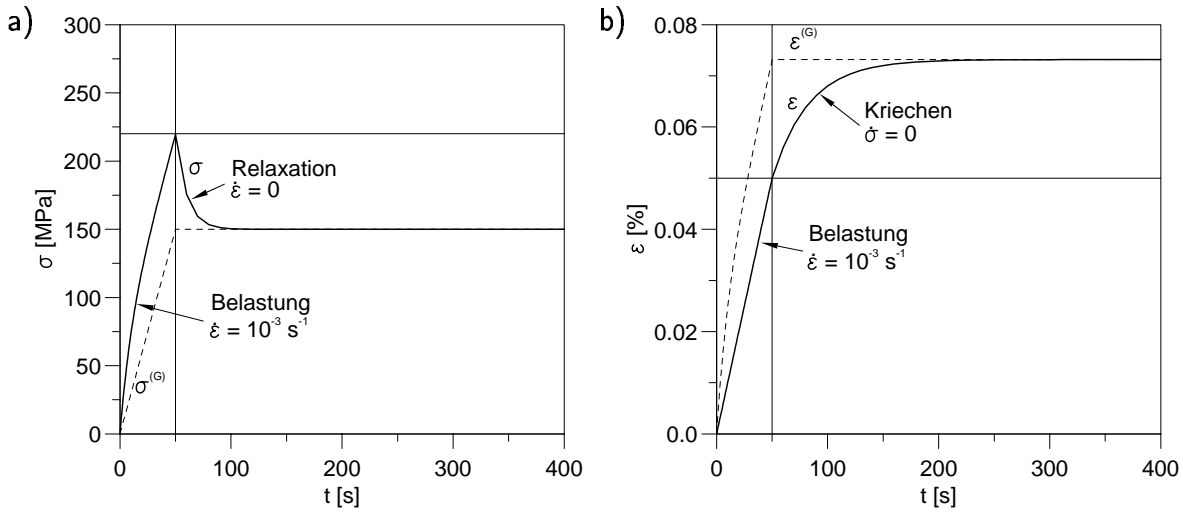 a)
300
250
200
150
100
50
0
σ [MPa]
σ
Relaxation
ε̇ = 0
Belastung
ε̇ = 10⁻³ s⁻¹
σ⁽ᴳ⁾
0 100 200 300 400
t [s]
b)
0.08
0.06
0.04
0.02
0.0
ε [%]
ε⁽ᴳ⁾
ε
Kriechen
σ̇ = 0
Belastung
ε̇ = 10⁻³ s⁻¹
0 100 200 300 400
t [s]